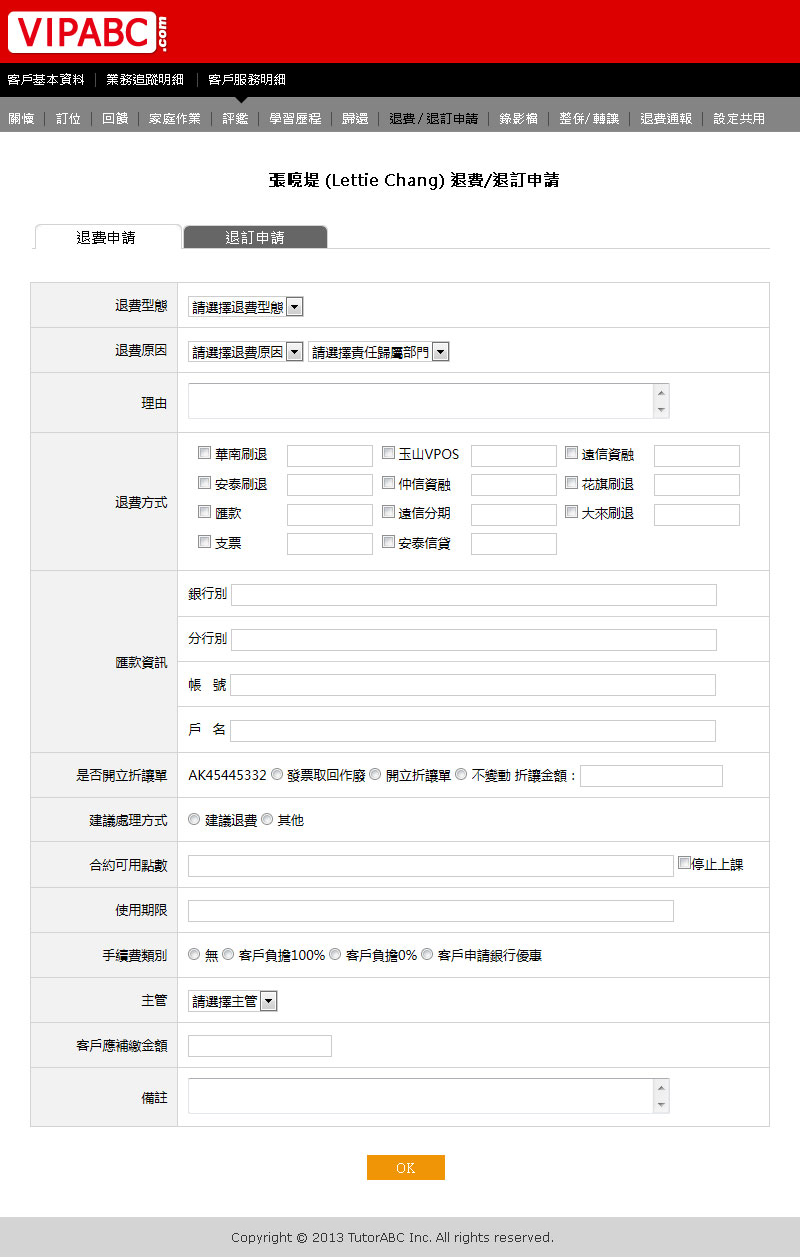 VIPABC.com
客戶基本資料 | 業務追蹤明細 | 客戶服務明細
關懷 | 訂位 | 回饋 | 家庭作業 | 評鑑 | 學習歷程 | 歸還 | 退費 / 退訂申請 | 錄影檔 | 整併/ 轉讓 | 退費通報 | 設定共用
張嘵堤 (Lettie Chang) 退費/退訂申請
退費申請 退訂申請
退費型態 請選擇退費型態
退費原因 請選擇退費原因 請選擇責任歸屬部門
理由
退費方式
華南刷退 玉山VPOS 遠信資融
安泰刷退 仲信資融 花旗刷退
匯款 遠信分期 大來刷退
支票 安泰信貸
匯款資訊
銀行別
分行別
帳 號
戶 名
是否開立折讓單 AK45445332 發票取回作廢 開立折讓單 不變動 折讓金額：
建議處理方式 建議退費 其他
合約可用點數 停止上課
使用期限
手續費類別 無 客戶負擔100% 客戶負擔0% 客戶申請銀行優惠
主管 請選擇主管
客戶應補繳金額
備註
OK
Copyright © 2013 TutorABC Inc. All rights reserved.